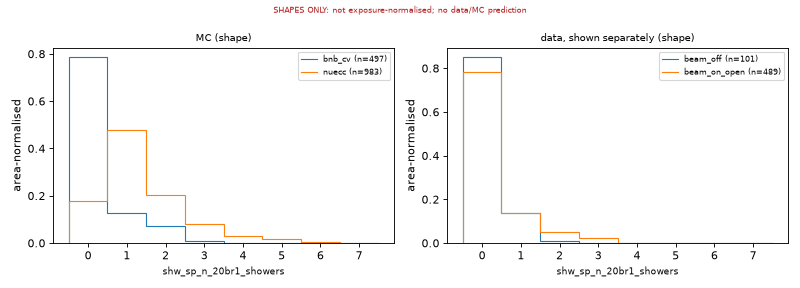 SHAPES ONLY: not exposure-normalised; no data/MC prediction
MC (shape)
area-normalised
0.8
0.6
0.4
0.2
0.0
bnb_cv (n=497)
nuecc (n=983)
0 1 2 3 4 5 6 7
shw_sp_n_20br1_showers
data, shown separately (shape)
area-normalised
0.8
0.6
0.4
0.2
0.0
beam_off (n=101)
beam_on_open (n=489)
0 1 2 3 4 5 6 7
shw_sp_n_20br1_showers